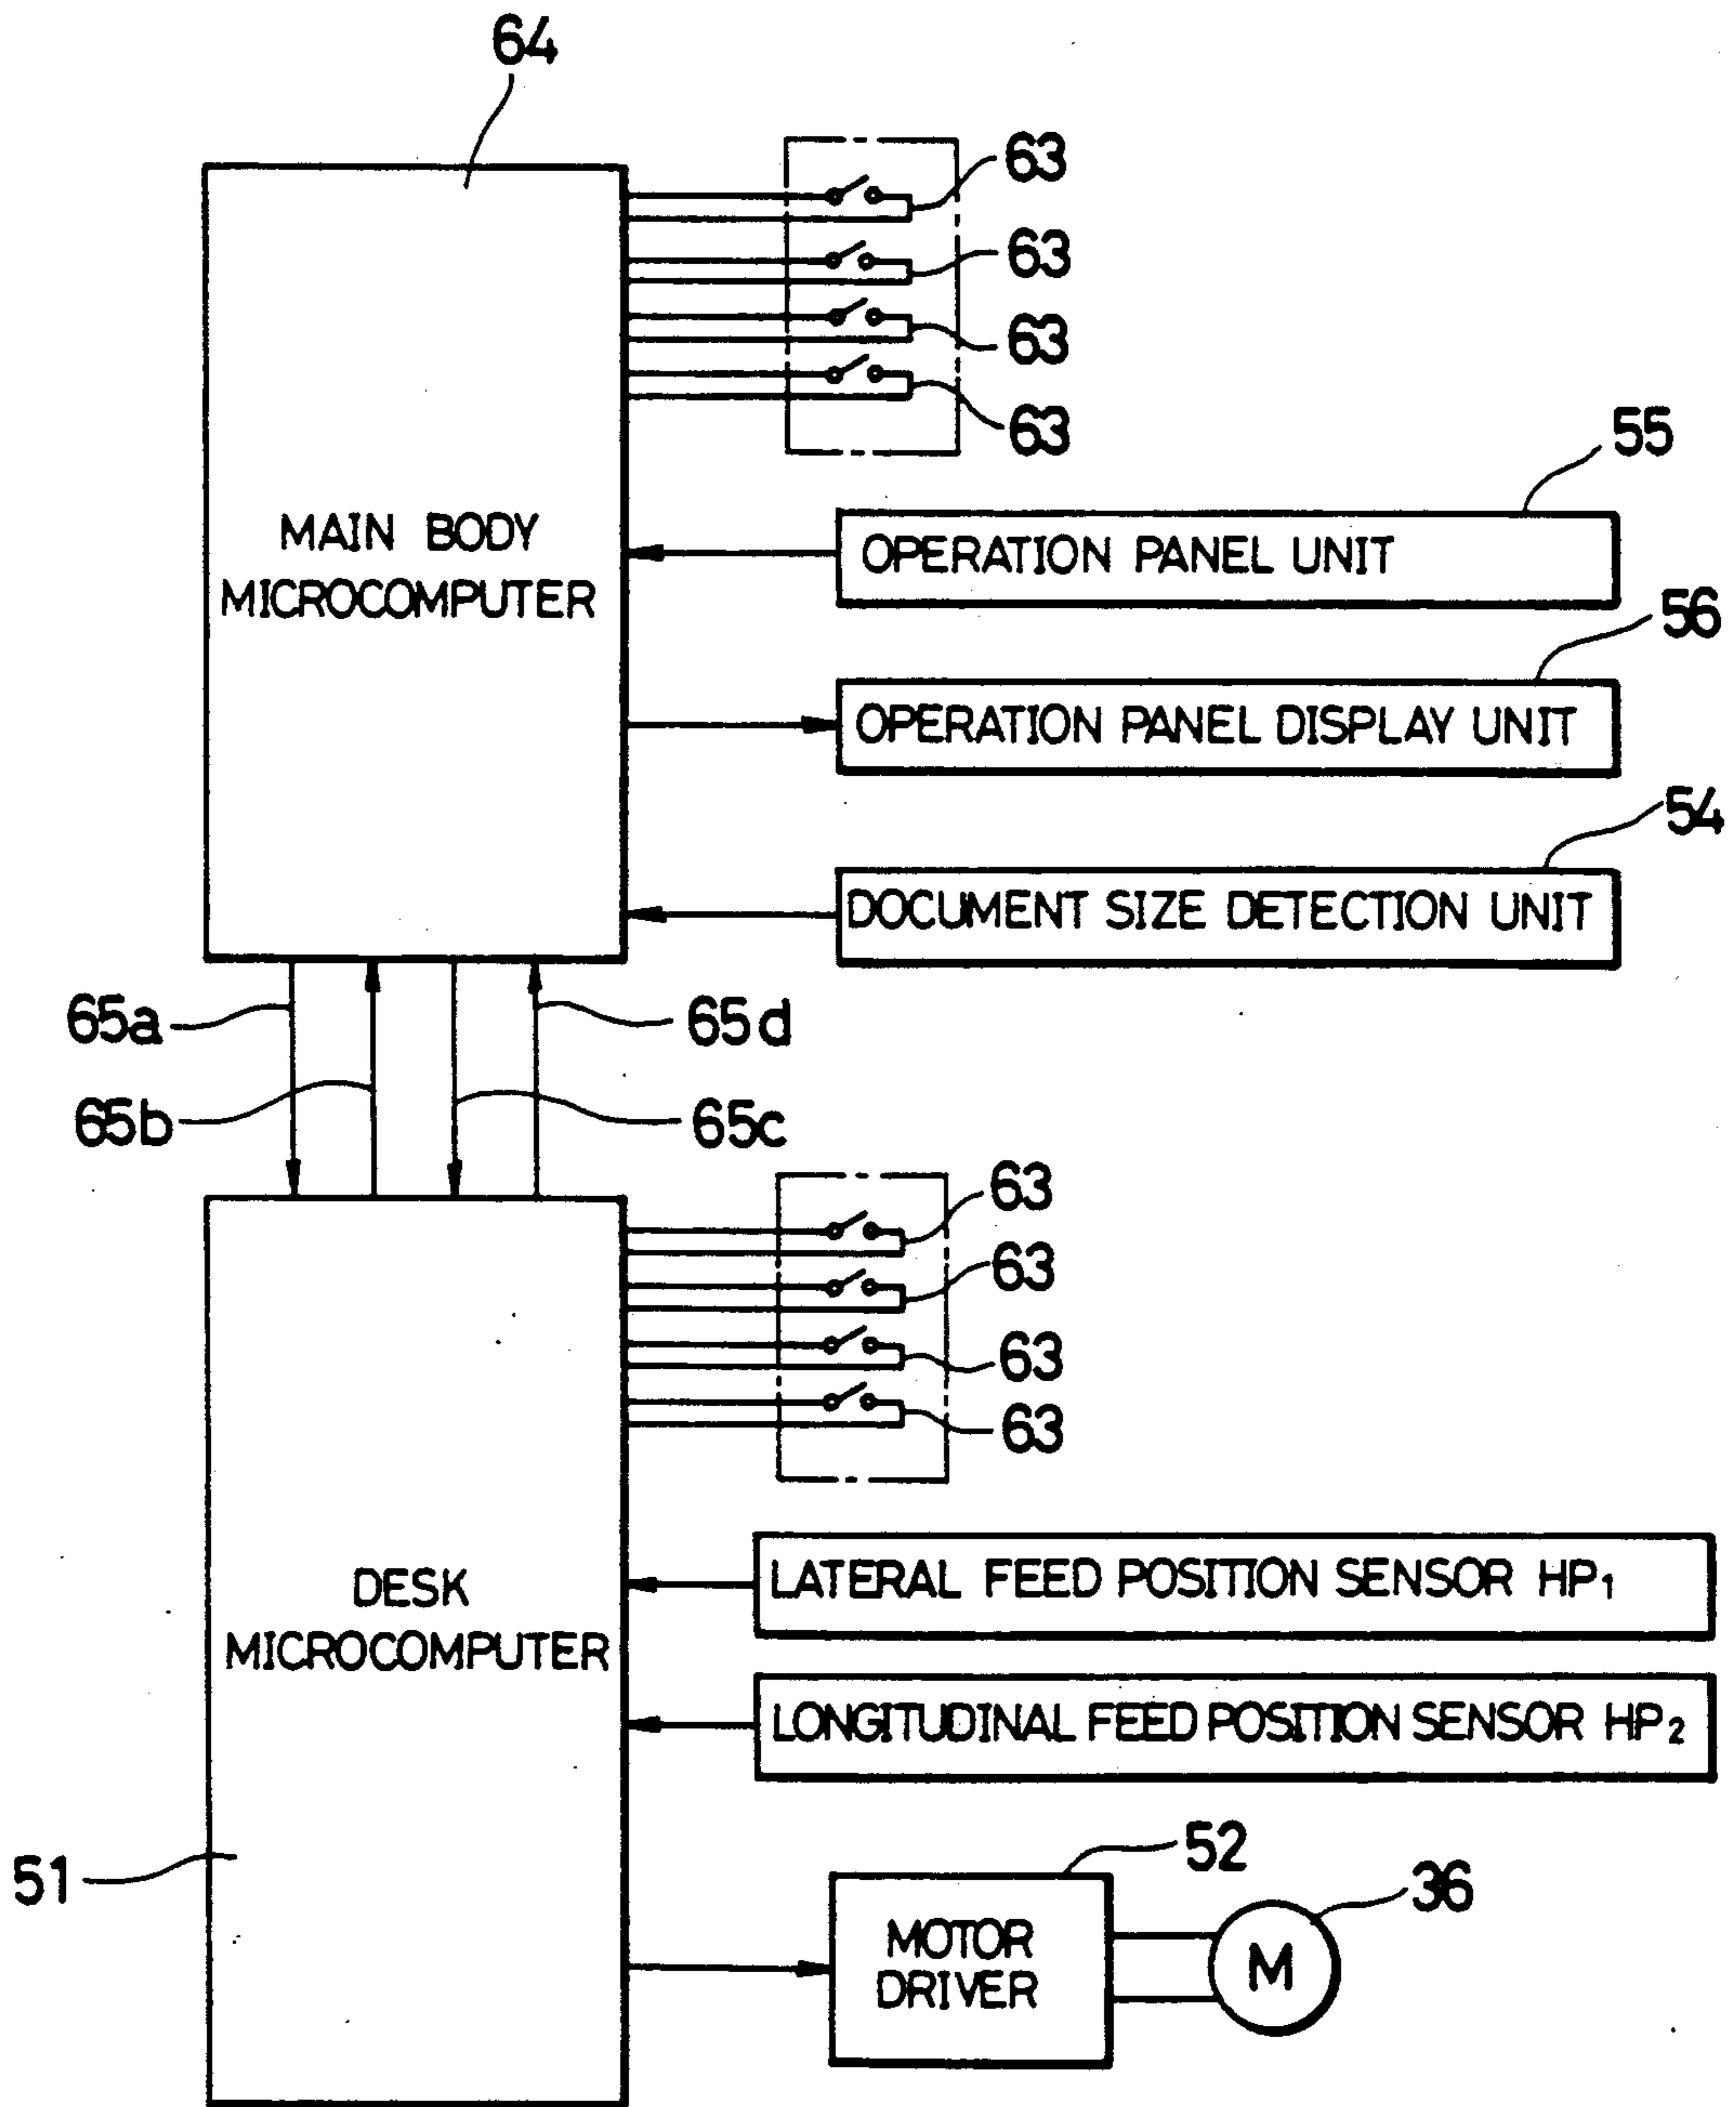 64
63
63
63
63
MAIN BODY
MICROCOMPUTER
55
OPERATION PANEL UNIT
56
OPERATION PANEL DISPLAY UNIT
54
DOCUMENT SIZE DETECTION UNIT
65a
65d
65b
65c
63
63
63
63
DESK
MICROCOMPUTER
LATERAL FEED POSITION SENSOR HP₁
LONGITUDINAL FEED POSITION SENSOR HP₂
51
52
36
MOTOR
DRIVER
M